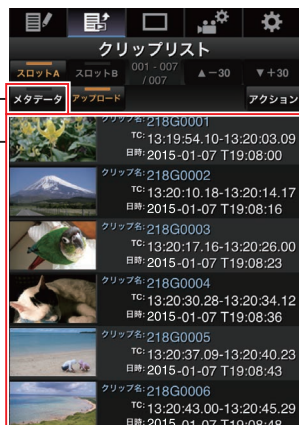 クリップリスト
スロットA スロットB 001 - 007 / 007 ▲－30 ▼＋30
メタデータ アップロード アクション
クリップ名: 218G0001
TC: 13:19:54.10-13:20:03.09
日時: 2015-01-07 T19:08:00
クリップ名: 218G0002
TC: 13:20:10.18-13:20:14.17
日時: 2015-01-07 T19:08:16
クリップ名: 218G0003
TC: 13:20:17.16-13:20:26.00
日時: 2015-01-07 T19:08:23
クリップ名: 218G0004
TC: 13:20:30.28-13:20:34.12
日時: 2015-01-07 T19:08:36
クリップ名: 218G0005
TC: 13:20:37.09-13:20:40.23
日時: 2015-01-07 T19:08:43
クリップ名: 218G0006
TC: 13:20:43.00-13:20:45.29
日時: 2015-01-07 T19:08:48